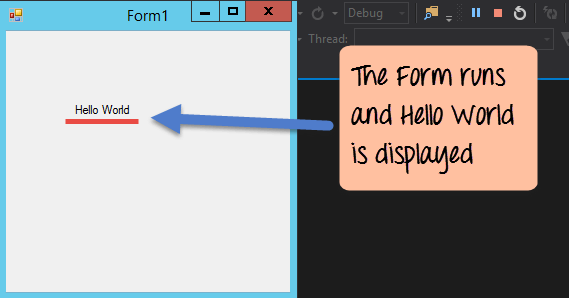 Form1
Debug
Thread:
Hello World
The Form runs
and Hello World
is displayed